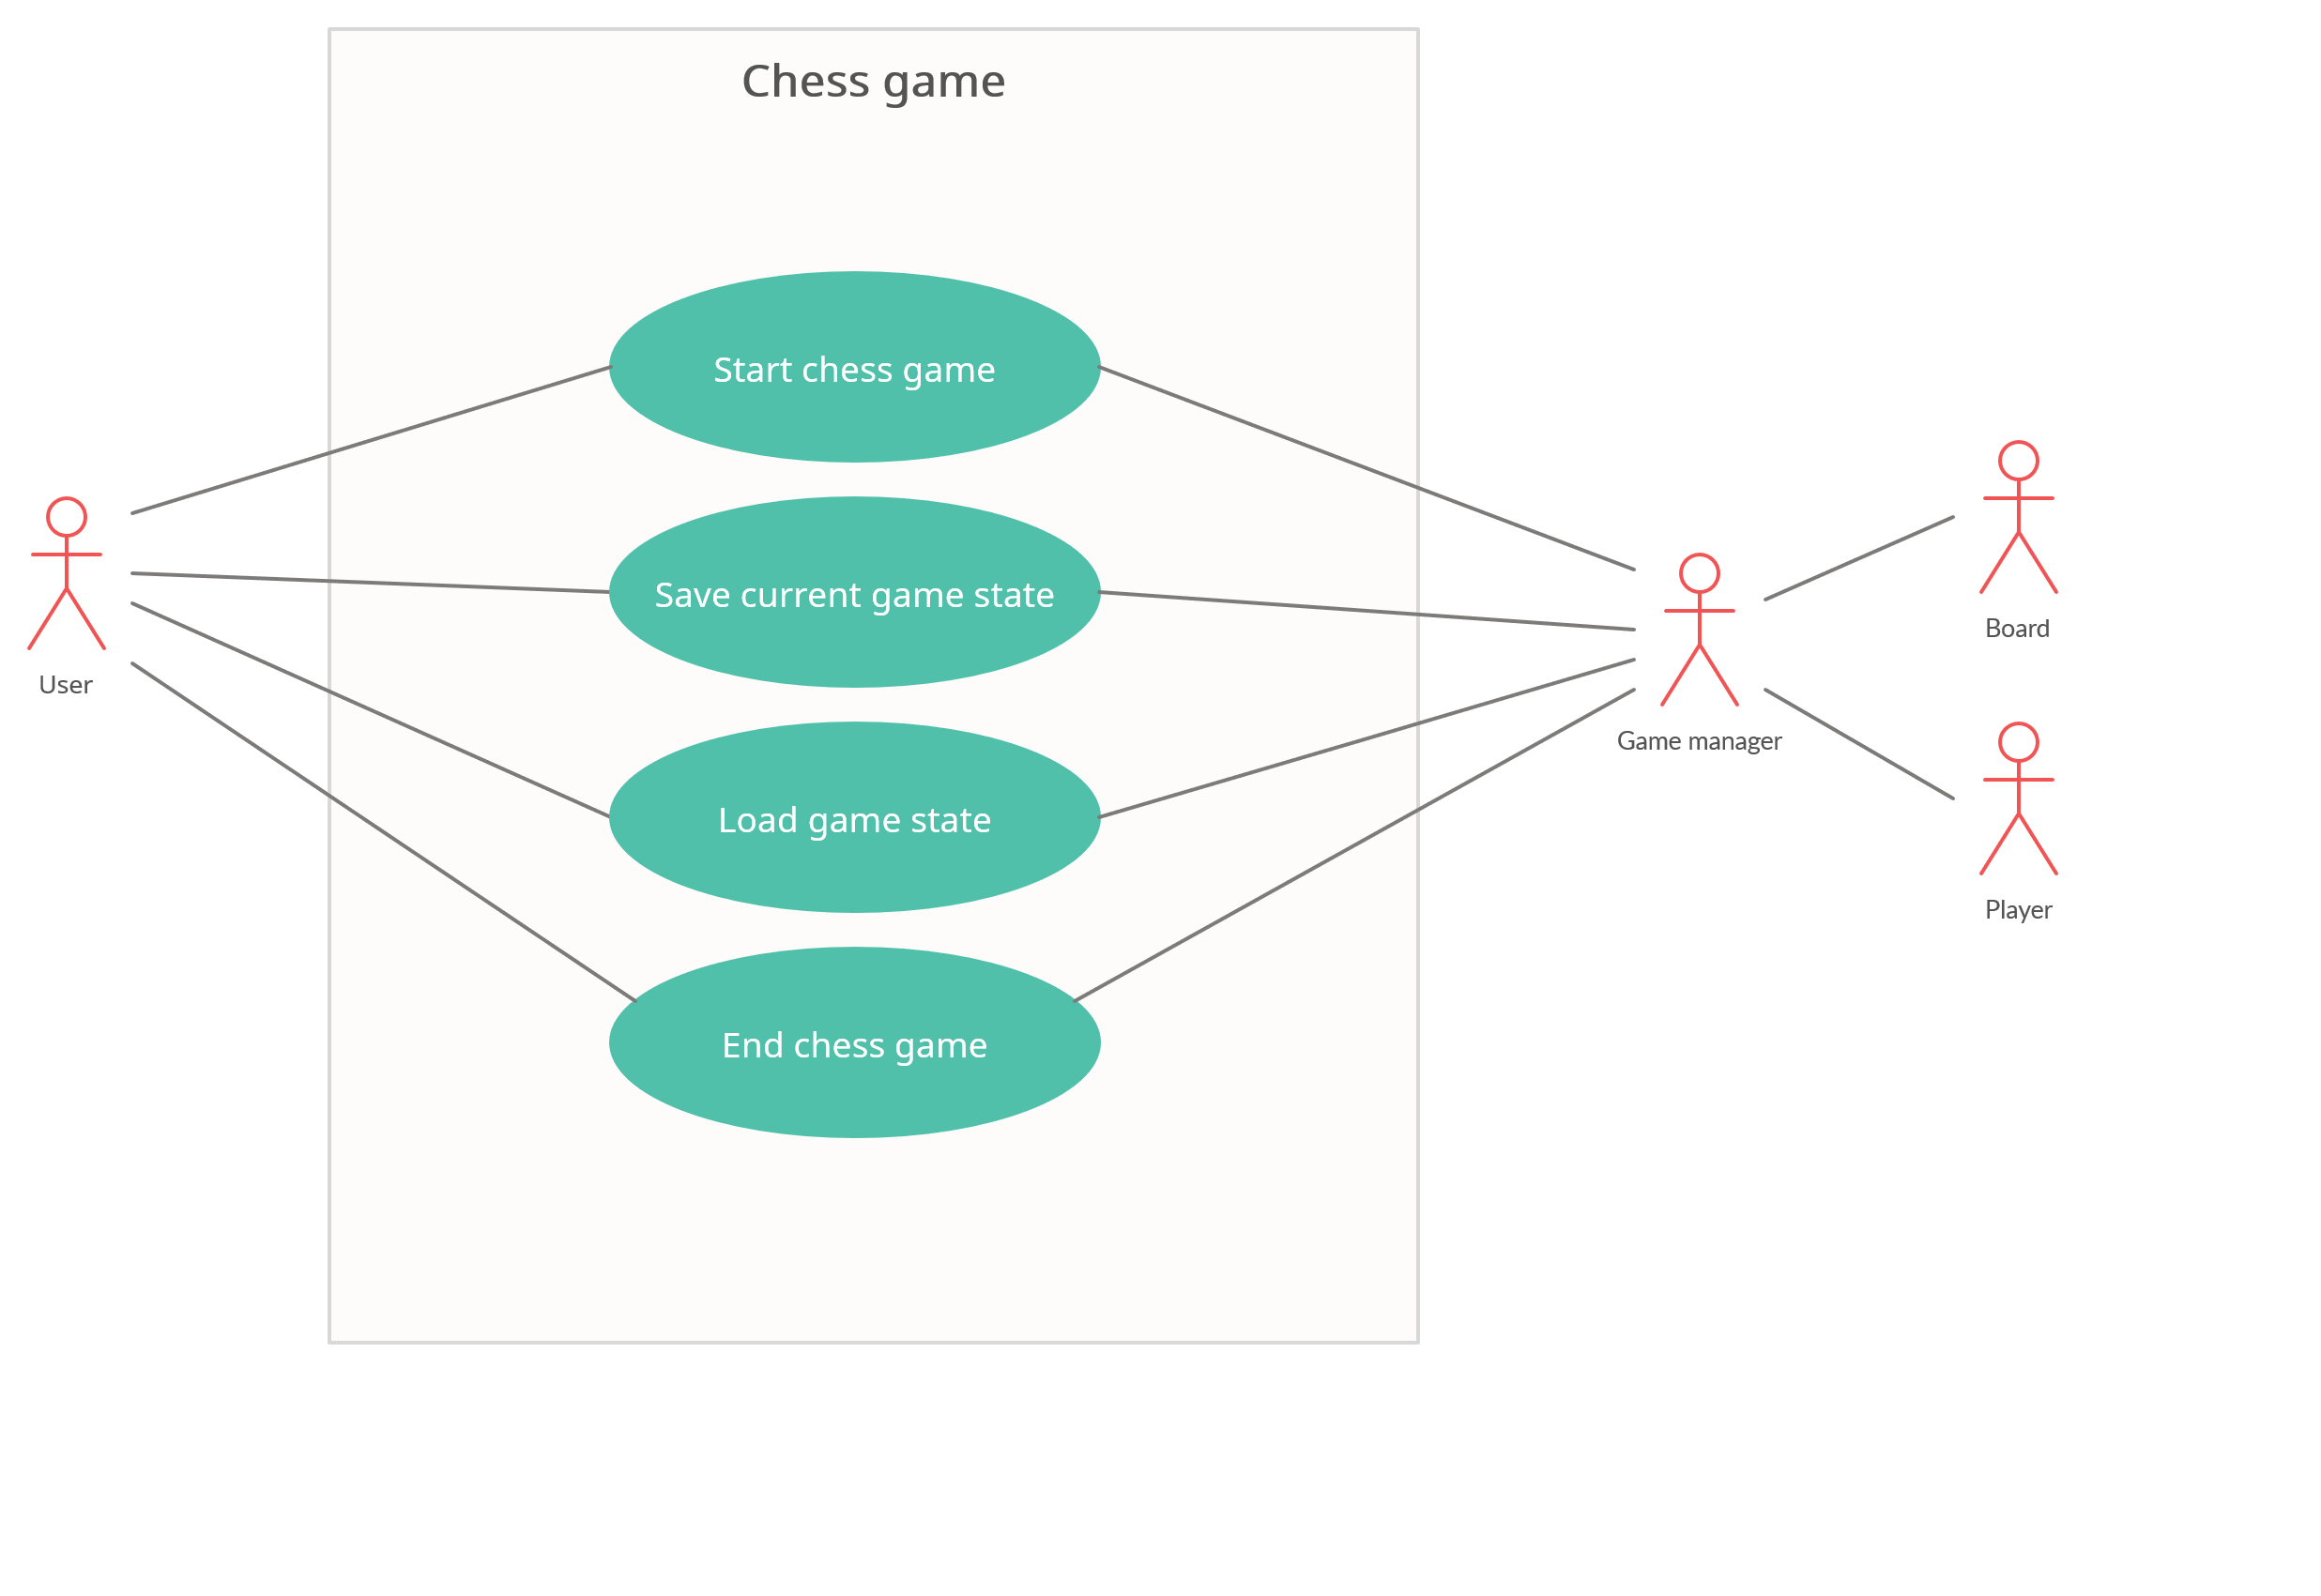 Chess game
Start chess game
Save current game state
Load game state
End chess game
User
Game manager
Board
Player